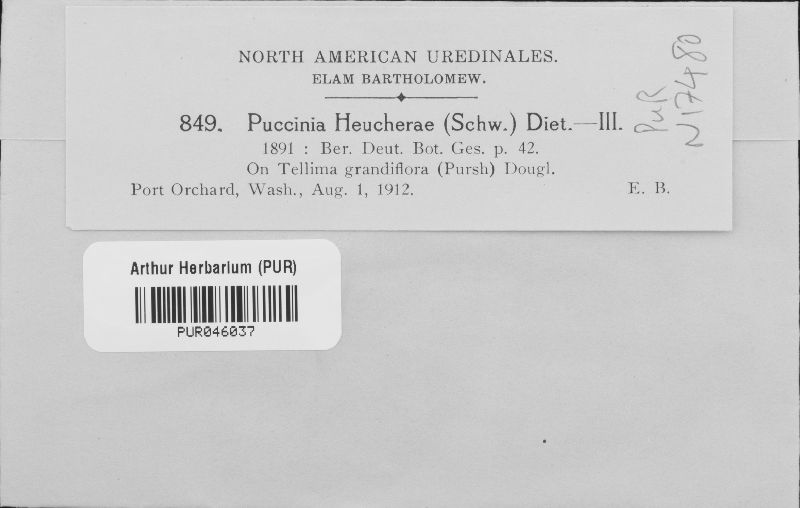 NORTH AMERICAN UREDINALES.
ELAM BARTHOLOMEW.
849. Puccinia Heucherae (Schw.) Diet.—III.
1891 : Ber. Deut. Bot. Ges. p. 42.
On Tellima grandiflora (Pursh) Dougl.
Port Orchard, Wash., Aug. 1, 1912. E. B.
PUR
N17480
Arthur Herbarium (PUR)
PUR046037